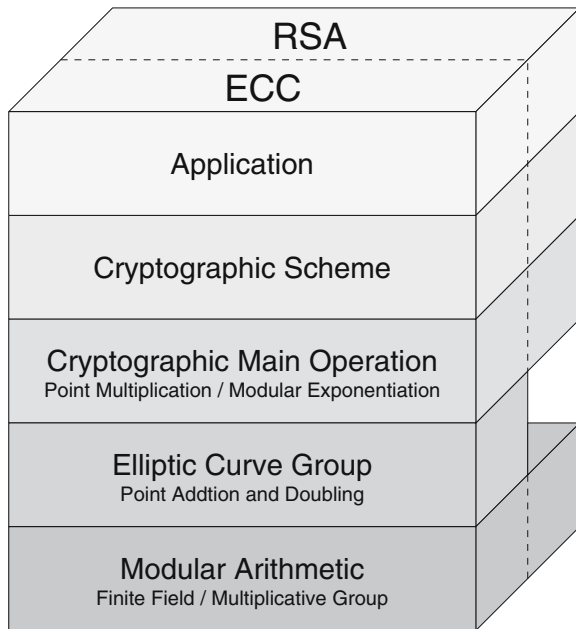 RSA
ECC
Application
Cryptographic Scheme
Cryptographic Main Operation
Point Multiplication / Modular Exponentiation
Elliptic Curve Group
Point Addtion and Doubling
Modular Arithmetic
Finite Field / Multiplicative Group